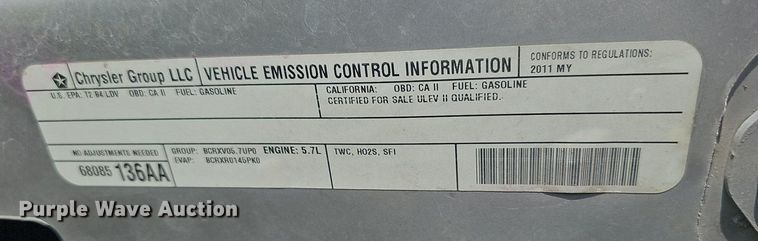 Chrysler Group LLC VEHICLE EMISSION CONTROL INFORMATION CONFORMS TO REGULATIONS:
2011 MY
U.S. EPA: T2 B4/LDV OBD: CA II FUEL: GASOLINE
CALIFORNIA: OBD: CA II FUEL: GASOLINE
CERTIFIED FOR SALE ULEV II QUALIFIED.
NO ADJUSTMENTS NEEDED
68085 136AA
GROUP: BCRXV05.7UP0 ENGINE: 5.7L
EVAP: BCRXR0145PK0
TWC, HO2S, SFI
Purple Wave Auction